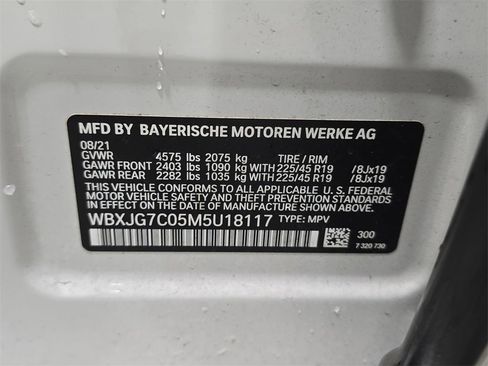 MFD BY BAYERISCHE MOTOREN WERKE AG
08/21
GVWR 4575 lbs 2075 kg TIRE / RIM
GAWR FRONT 2403 lbs 1090 kg WITH 225/45 R19 /8Jx19
GAWR REAR 2282 lbs 1035 kg WITH 225/45 R19 /8Jx19
THIS VEHICLE CONFORMS TO ALL APPLICABLE U. S. FEDERAL
MOTOR VEHICLE SAFETY STANDARDS IN
EFFECT ON THE DATE OF MANUFACTURE SHOWN ABOVE.
WBXJG7C05M5U18117 TYPE: MPV
300
7 320 730